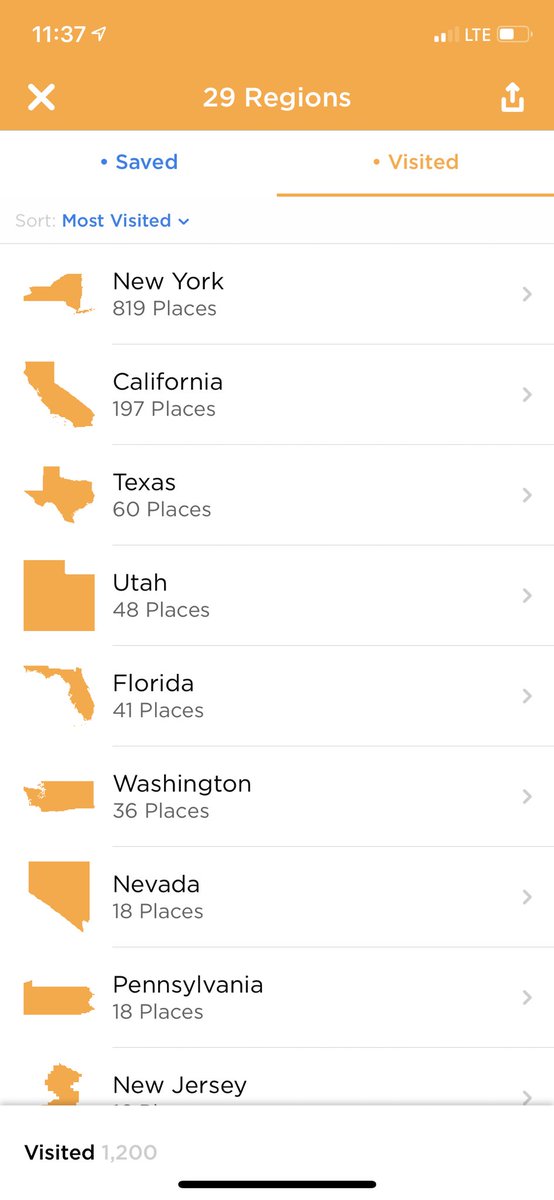 11:37 LTE
29 Regions
• Saved • Visited
Sort: Most Visited
New York
819 Places
California
197 Places
Texas
60 Places
Utah
48 Places
Florida
41 Places
Washington
36 Places
Nevada
18 Places
Pennsylvania
18 Places
New Jersey
Visited 1,200